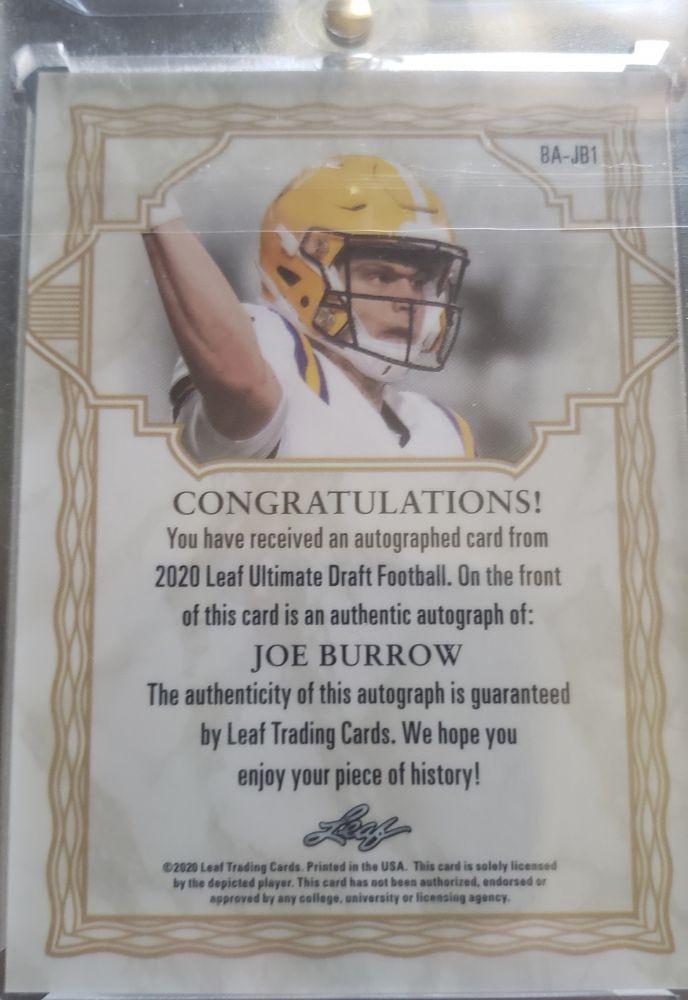 BA-JB1
CONGRATULATIONS!
You have received an autographed card from
2020 Leaf Ultimate Draft Football. On the front
of this card is an authentic autograph of:
JOE BURROW
The authenticity of this autograph is guaranteed
by Leaf Trading Cards. We hope you
enjoy your piece of history!
Leaf
©2020 Leaf Trading Cards. Printed in the USA. This card is solely licensed
by the depicted player. This card has not been authorized, endorsed or
approved by any college, university or licensing agency.